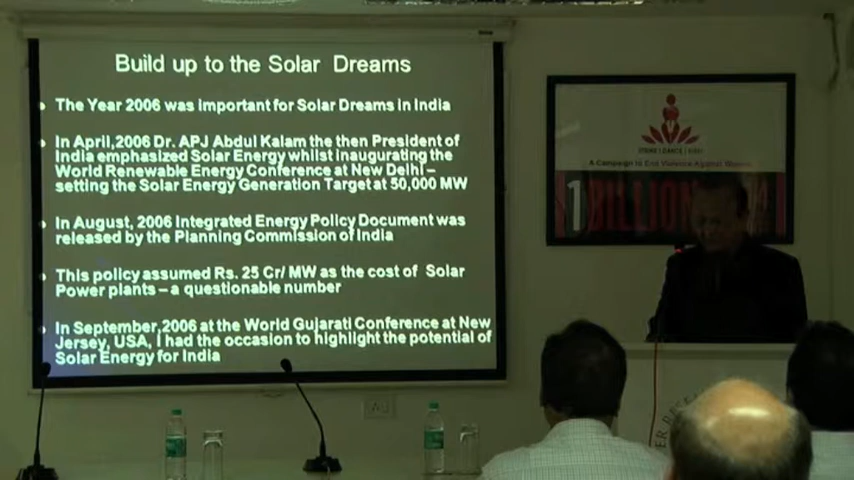 Build up to the Solar Dreams
The Year 2006 was important for Solar Dreams in India
In April,2006 Dr. APJ Abdul Kalam the then President of
India emphasized Solar Energy whilst inaugurating the
World Renewable Energy Conference at New Delhi –
setting the Solar Energy Generation Target at 50,000 MW
In August, 2006 Integrated Energy Policy Document was
released by the Planning Commission of India
This policy assumed Rs. 25 Cr/ MW as the cost of Solar
Power plants – a questionable number
In September,2006 at the World Gujarati Conference at New
Jersey, USA, I had the occasion to highlight the potential of
Solar Energy for India
STRIKE | DANCE | RISE!
A Campaign to End Violence Against Women
1 BILLION